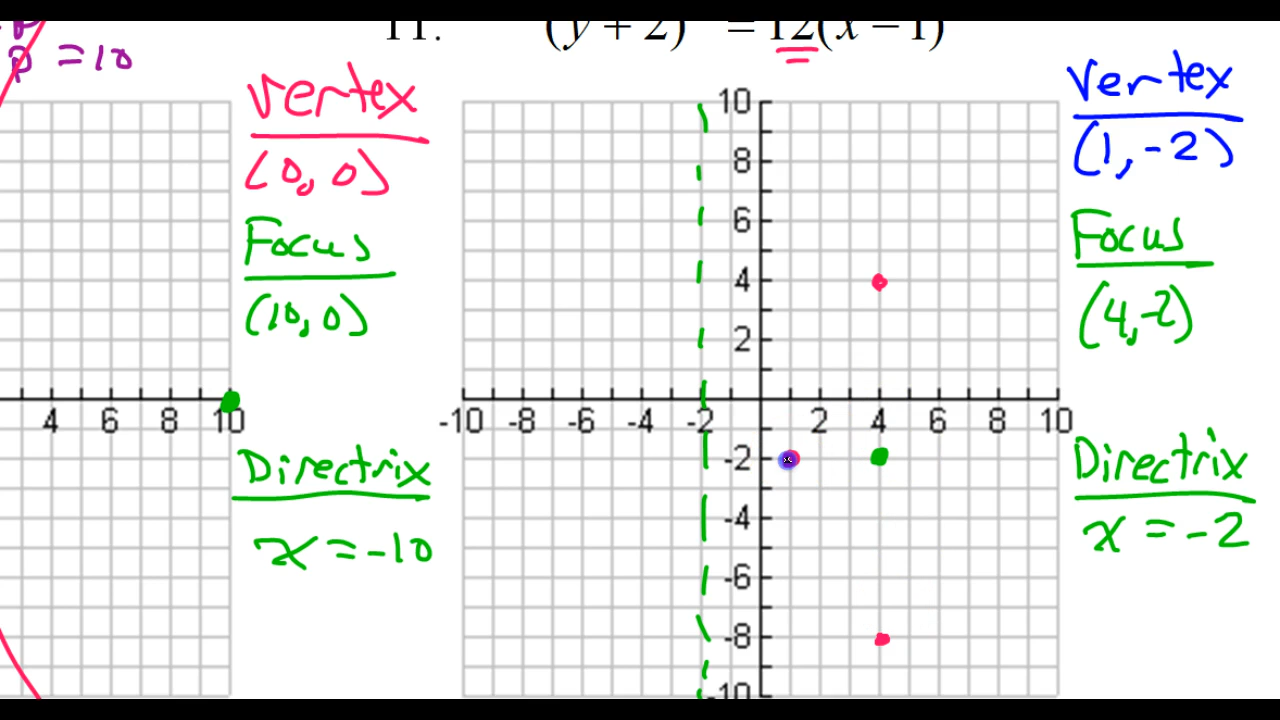 p = 10
11. (y + 2) = 12(x − 1)
Vertex
(0, 0)
Focus
(10, 0)
Directrix
x = -10
4 6 8 10
10
8
6
4
2
-10 -8 -6 -4 -2 2 4 6 8 10
-2
-4
-6
-8
-10
Vertex
(1, -2)
Focus
(4, -2)
Directrix
x = -2